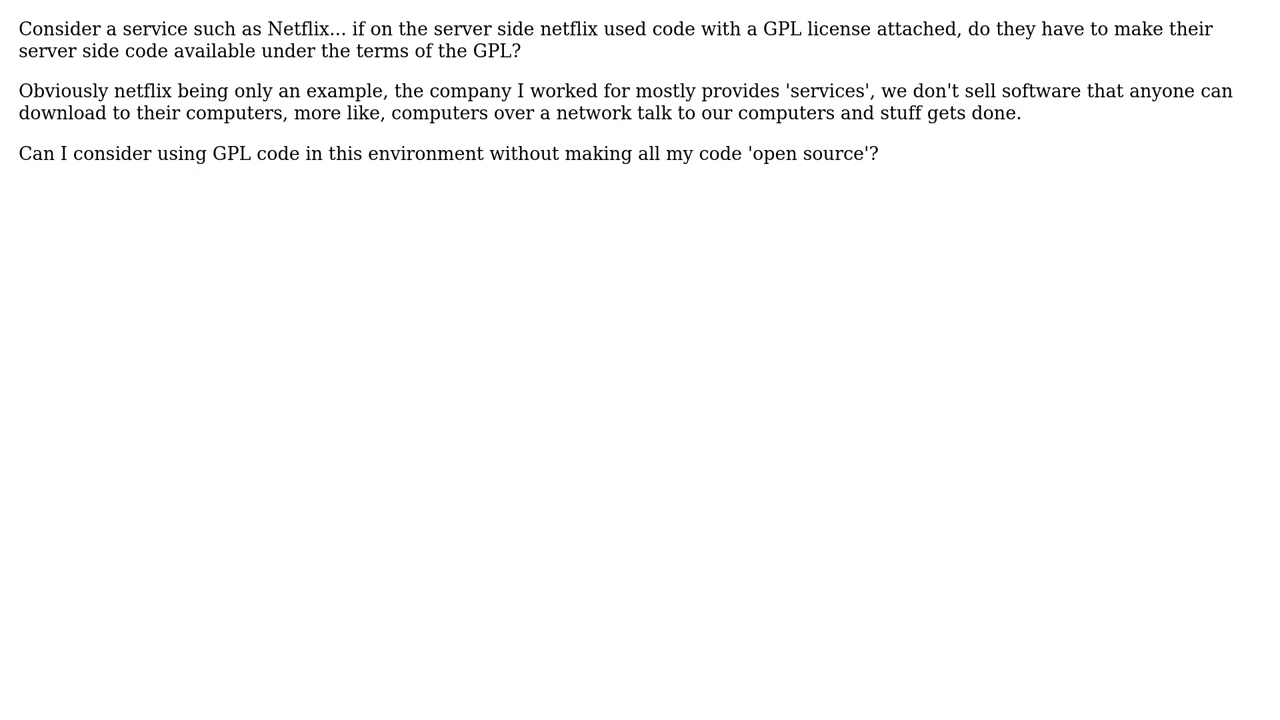 Consider a service such as Netflix... if on the server side netflix used code with a GPL license attached, do they have to make their
server side code available under the terms of the GPL?
Obviously netflix being only an example, the company I worked for mostly provides 'services', we don't sell software that anyone can
download to their computers, more like, computers over a network talk to our computers and stuff gets done.
Can I consider using GPL code in this environment without making all my code 'open source'?